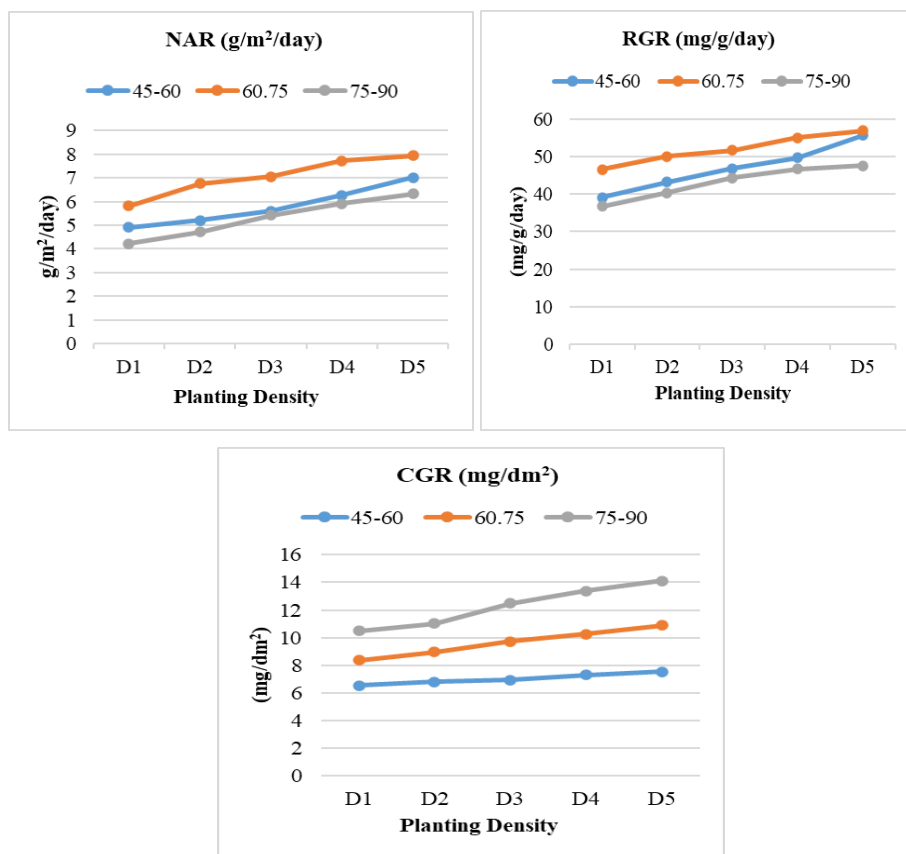 NAR (g/m²/day)
45-60 60.75 75-90
9
8
7
6
5
4
3
2
1
0
g/m²/day
D1 D2 D3 D4 D5
Planting Density
RGR (mg/g/day)
45-60 60.75 75-90
60
50
40
30
20
10
0
(mg/g/day)
D1 D2 D3 D4 D5
Planting Density
CGR (mg/dm²)
45-60 60.75 75-90
16
14
12
10
8
6
4
2
0
(mg/dm²)
D1 D2 D3 D4 D5
Planting Density